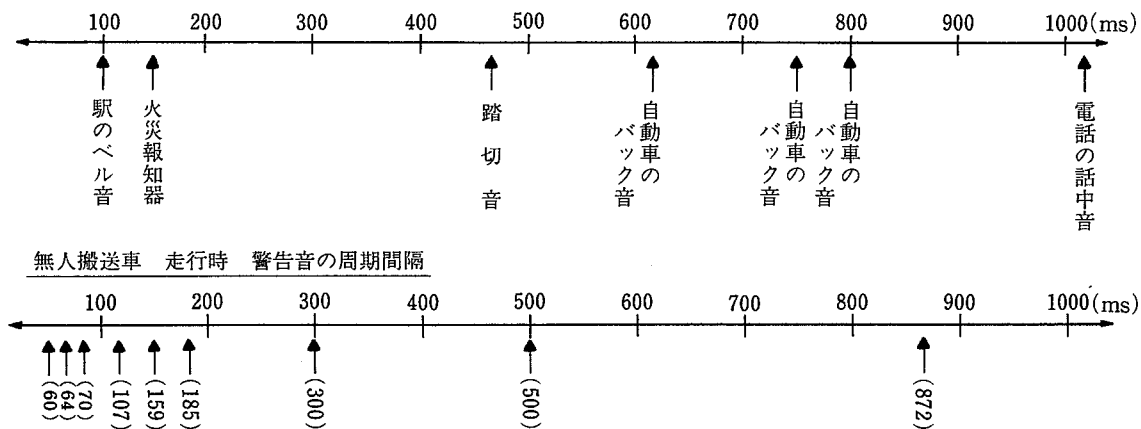 100 200 300 400 500 600 700 800 900 1000(ms)
駅のベル音
火災報知器
踏切音
自動車の
バック音
自動車の
バック音
自動車の
バック音
電話の話中音
無人搬送車 走行時 警告音の周期間隔
100 200 300 400 500 600 700 800 900 1000(ms)
(60)
(64)
(70)
(107)
(159)
(185)
(300)
(500)
(872)